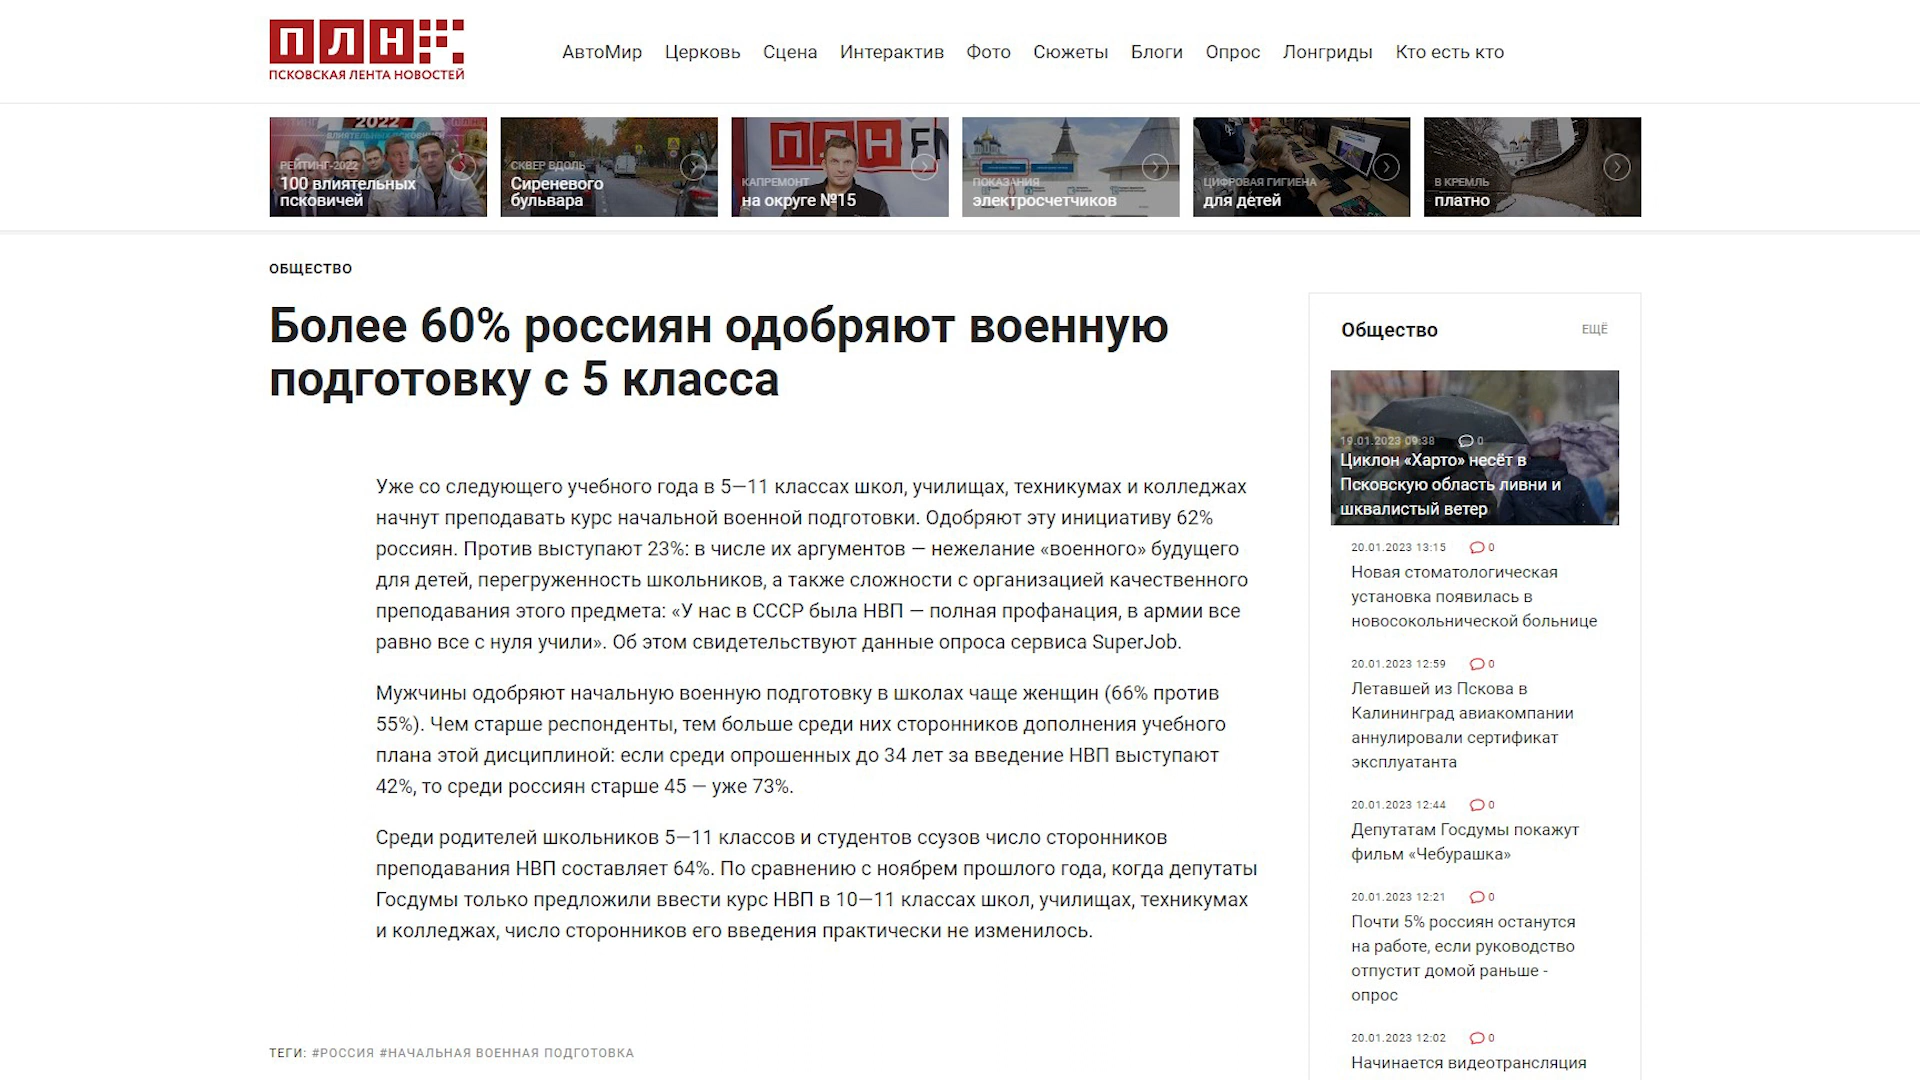 ПЛН
ПСКОВСКАЯ ЛЕНТА НОВОСТЕЙ
АвтоМир Церковь Сцена Интерактив Фото Сюжеты Блоги Опрос Лонгриды Кто есть кто
2022
РЕЙТИНГ-2022
100 влиятельных
псковичей
СКВЕР ВДОЛЬ
Сиреневого
бульвара
ПЛН FM
КАПРЕМОНТ
на округе №15
ПОКАЗАНИЯ
электросчетчиков
ЦИФРОВАЯ ГИГИЕНА
для детей
В КРЕМЛЬ
платно
ОБЩЕСТВО
Более 60% россиян одобряют военную
подготовку с 5 класса
Уже со следующего учебного года в 5—11 классах школ, училищах, техникумах и колледжах
начнут преподавать курс начальной военной подготовки. Одобряют эту инициативу 62%
россиян. Против выступают 23%: в числе их аргументов — нежелание «военного» будущего
для детей, перегруженность школьников, а также сложности с организацией качественного
преподавания этого предмета: «У нас в СССР была НВП — полная профанация, в армии все
равно все с нуля учили». Об этом свидетельствуют данные опроса сервиса SuperJob.
Мужчины одобряют начальную военную подготовку в школах чаще женщин (66% против
55%). Чем старше респонденты, тем больше среди них сторонников дополнения учебного
плана этой дисциплиной: если среди опрошенных до 34 лет за введение НВП выступают
42%, то среди россиян старше 45 — уже 73%.
Среди родителей школьников 5—11 классов и студентов ссузов число сторонников
преподавания НВП составляет 64%. По сравнению с ноябрем прошлого года, когда депутаты
Госдумы только предложили ввести курс НВП в 10—11 классах школ, училищах, техникумах
и колледжах, число сторонников его введения практически не изменилось.
ТЕГИ: #РОССИЯ #НАЧАЛЬНАЯ ВОЕННАЯ ПОДГОТОВКА
Общество ЕЩЁ
19.01.2023 09:38 0
Циклон «Харто» несёт в
Псковскую область ливни и
шквалистый ветер
20.01.2023 13:15 0
Новая стоматологическая
установка появилась в
новосокольнической больнице
20.01.2023 12:59 0
Летавшей из Пскова в
Калининград авиакомпании
аннулировали сертификат
эксплуатанта
20.01.2023 12:44 0
Депутатам Госдумы покажут
фильм «Чебурашка»
20.01.2023 12:21 0
Почти 5% россиян останутся
на работе, если руководство
отпустит домой раньше -
опрос
20.01.2023 12:02 0
Начинается видеотрансляция